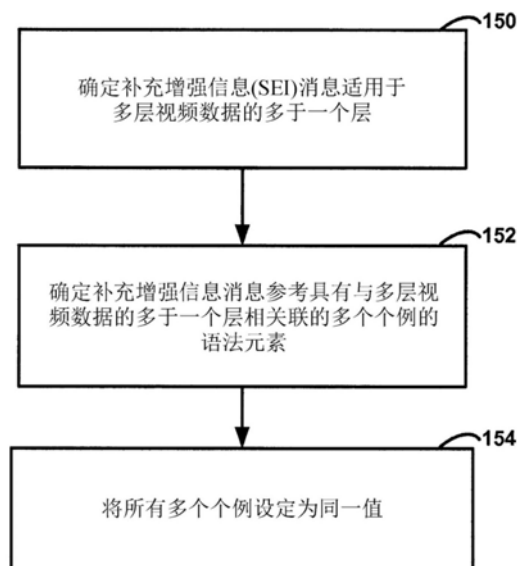 150
确定补充增强信息(SEI)消息适用于
多层视频数据的多于一个层
152
确定补充增强信息消息参考具有与多层视
频数据的多于一个层相关联的多个个例的
语法元素
154
将所有多个个例设定为同一值